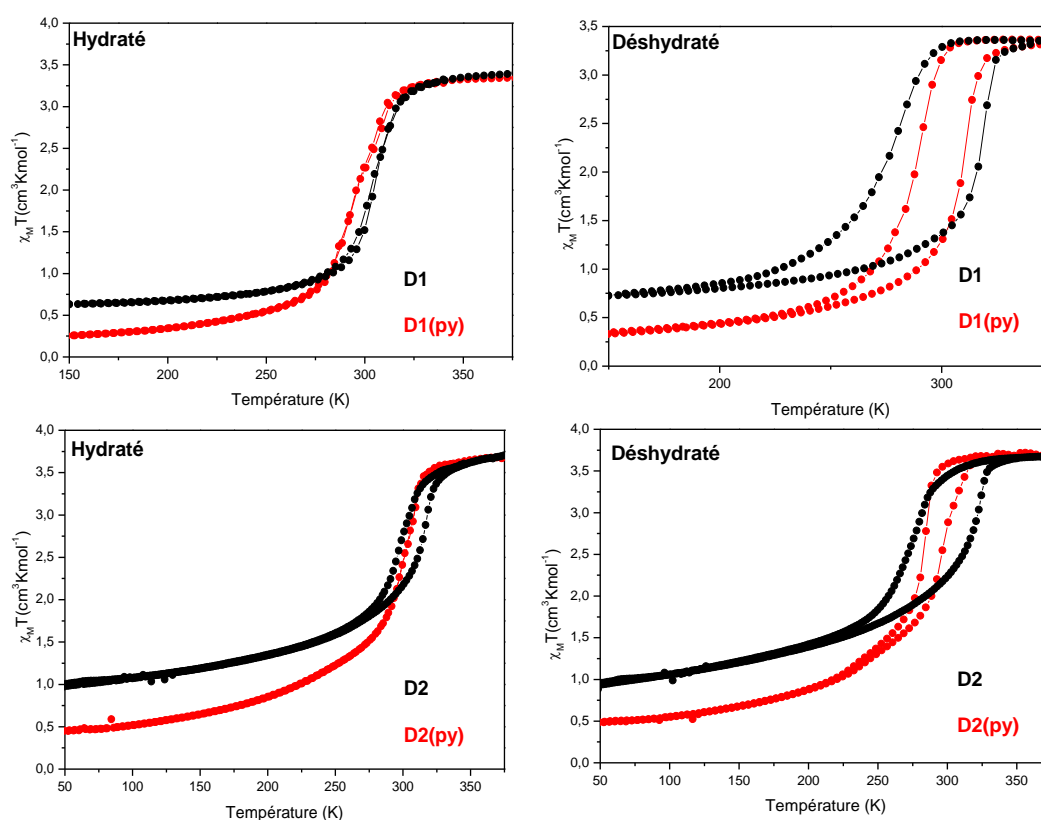 Hydraté
4,0
3,5
3,0
2,5
2,0
1,5
1,0
0,5
0,0
χ_M T(cm³Kmol⁻¹)
D1
D1(py)
150 200 250 300 350
Température (K)
Déshydraté
3,5
3,0
2,5
2,0
1,5
1,0
0,5
0,0
χ_M T(cm³Kmol⁻¹)
D1
D1(py)
200 300
Température (K)
Hydraté
4,0
3,5
3,0
2,5
2,0
1,5
1,0
0,5
0,0
χ_M T(cm³Kmol⁻¹)
D2
D2(py)
50 100 150 200 250 300 350
Température (K)
Déshydraté
4,0
3,5
3,0
2,5
2,0
1,5
1,0
0,5
0,0
χ_M T(cm³Kmol⁻¹)
D2
D2(py)
50 100 150 200 250 300 350
Température (K)